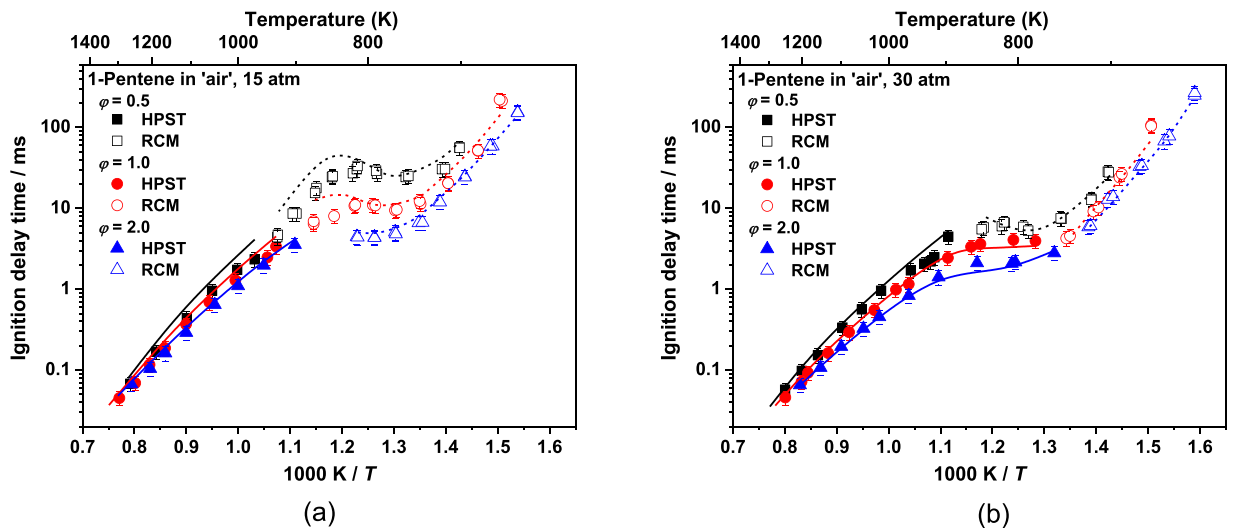 Temperature (K)
1400 1200 1000 800
1-Pentene in 'air', 15 atm
φ = 0.5
HPST
RCM
φ = 1.0
HPST
RCM
φ = 2.0
HPST
RCM
Ignition delay time / ms
100
10
1
0.1
0.7 0.8 0.9 1.0 1.1 1.2 1.3 1.4 1.5 1.6
1000 K / T
(a)
Temperature (K)
1400 1200 1000 800
1-Pentene in 'air', 30 atm
φ = 0.5
HPST
RCM
φ = 1.0
HPST
RCM
φ = 2.0
HPST
RCM
Ignition delay time / ms
100
10
1
0.1
0.7 0.8 0.9 1.0 1.1 1.2 1.3 1.4 1.5 1.6
1000 K / T
(b)